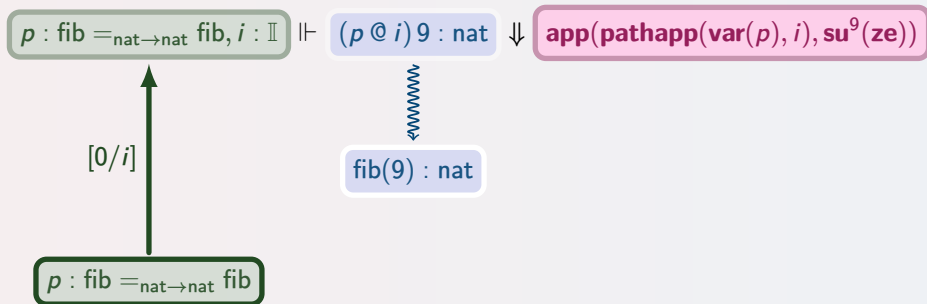 p : fib =nat→nat fib, i : 𝕀 ⊩ (p @ i) 9 : nat ⇓ app(pathapp(var(p), i), su⁹(ze))
[0/i]
fib(9) : nat
p : fib =nat→nat fib